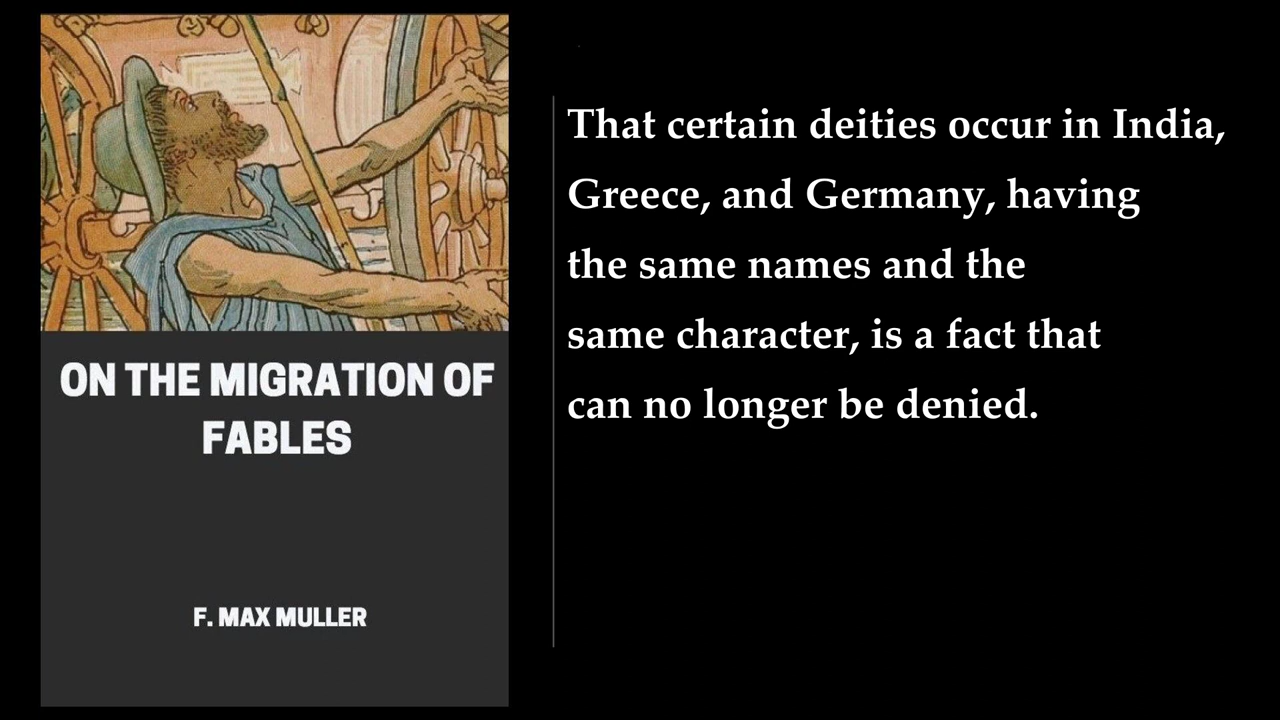 ON THE MIGRATION OF
FABLES
F. MAX MULLER
That certain deities occur in India,
Greece, and Germany, having
the same names and the
same character, is a fact that
can no longer be denied.